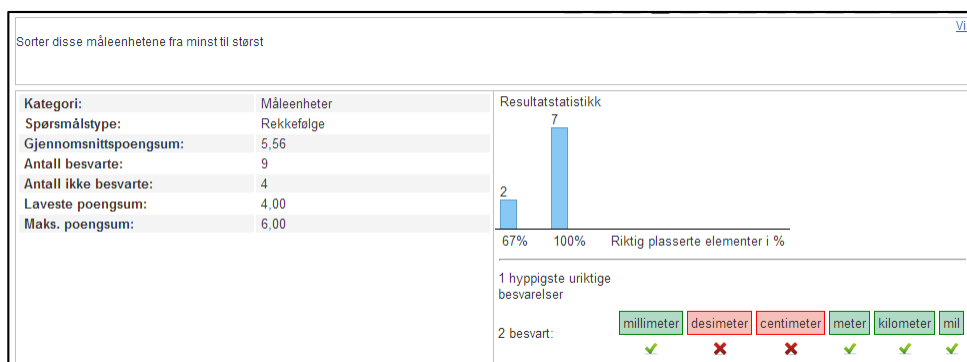 Vi
Sorter disse måleenhetene fra minst til størst
Kategori: Måleenheter
Spørsmålstype: Rekkefølge
Gjennomsnittspoengsum: 5,56
Antall besvarte: 9
Antall ikke besvarte: 4
Laveste poengsum: 4,00
Maks. poengsum: 6,00
Resultatstatistikk
7
2
67% 100% Riktig plasserte elementer i %
1 hyppigste uriktige
besvarelser
2 besvart: millimeter desimeter centimeter meter kilometer mil